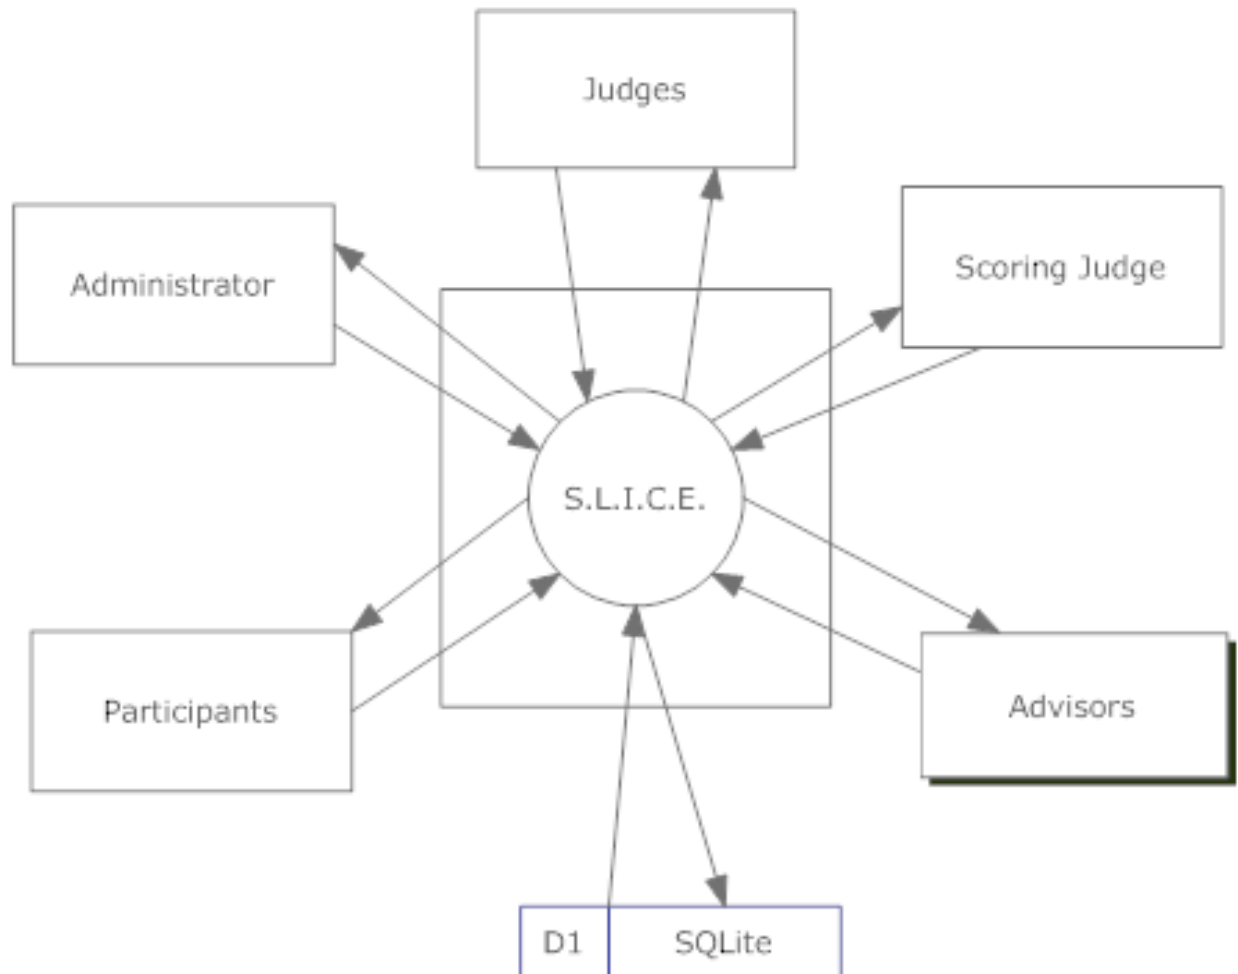 Judges
Administrator
Scoring Judge
S.L.I.C.E.
Participants
Advisors
D1
SQLite